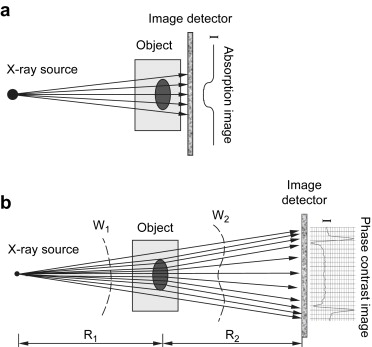 a
Image detector
Object
X-ray source
I
Absorption image
b
Image
detector
W1
W2
Object
X-ray source
I
Phase contrast image
R1
R2